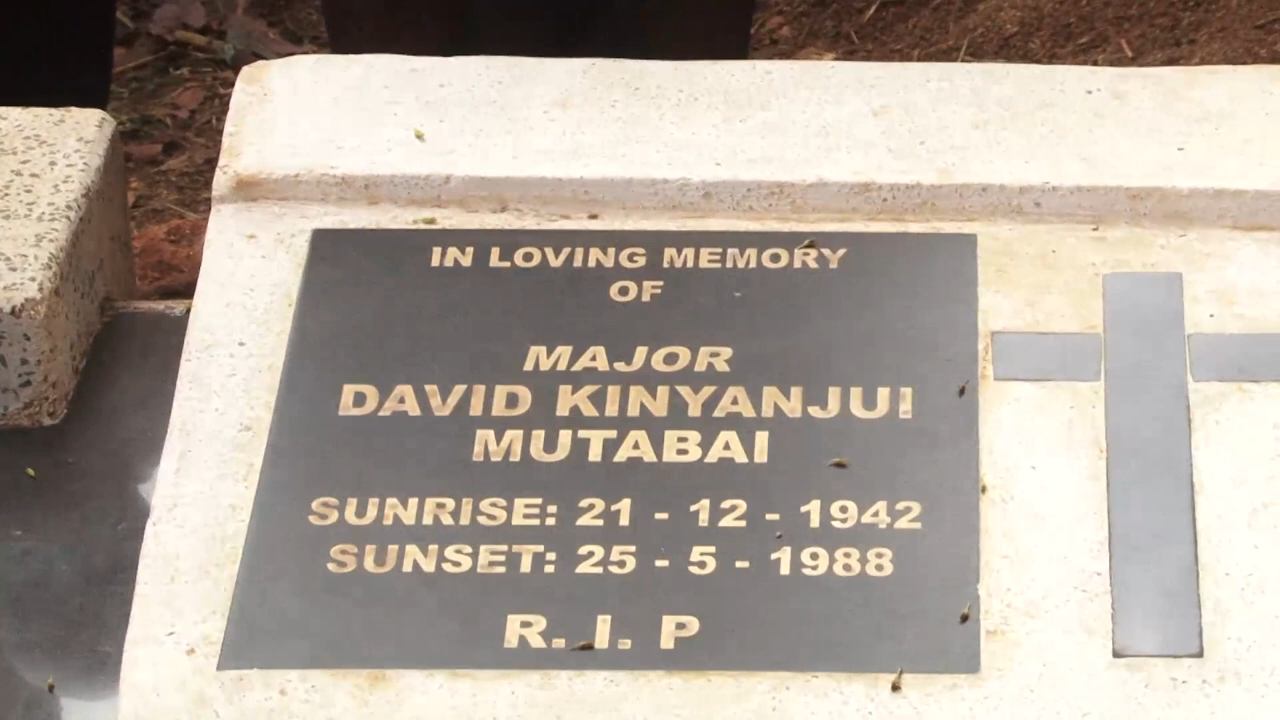 IN LOVING MEMORY
OF
MAJOR
DAVID KINYANJUI
MUTABAI
SUNRISE: 21 - 12 - 1942
SUNSET: 25 - 5 - 1988
R. I. P